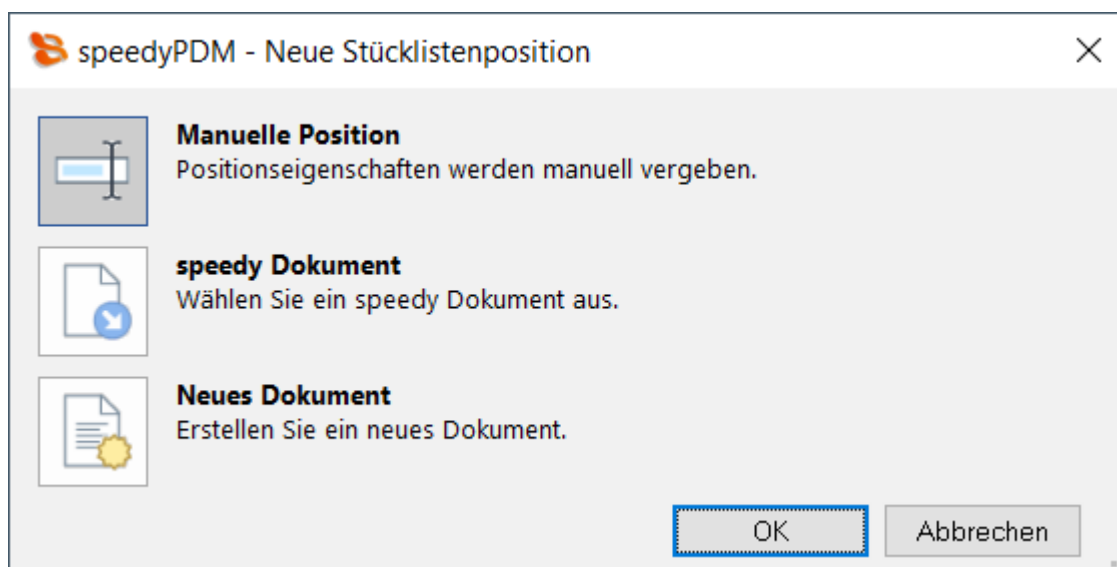 speedyPDM - Neue Stücklistenposition
Manuelle Position
Positionseigenschaften werden manuell vergeben.
speedy Dokument
Wählen Sie ein speedy Dokument aus.
Neues Dokument
Erstellen Sie ein neues Dokument.
OK Abbrechen